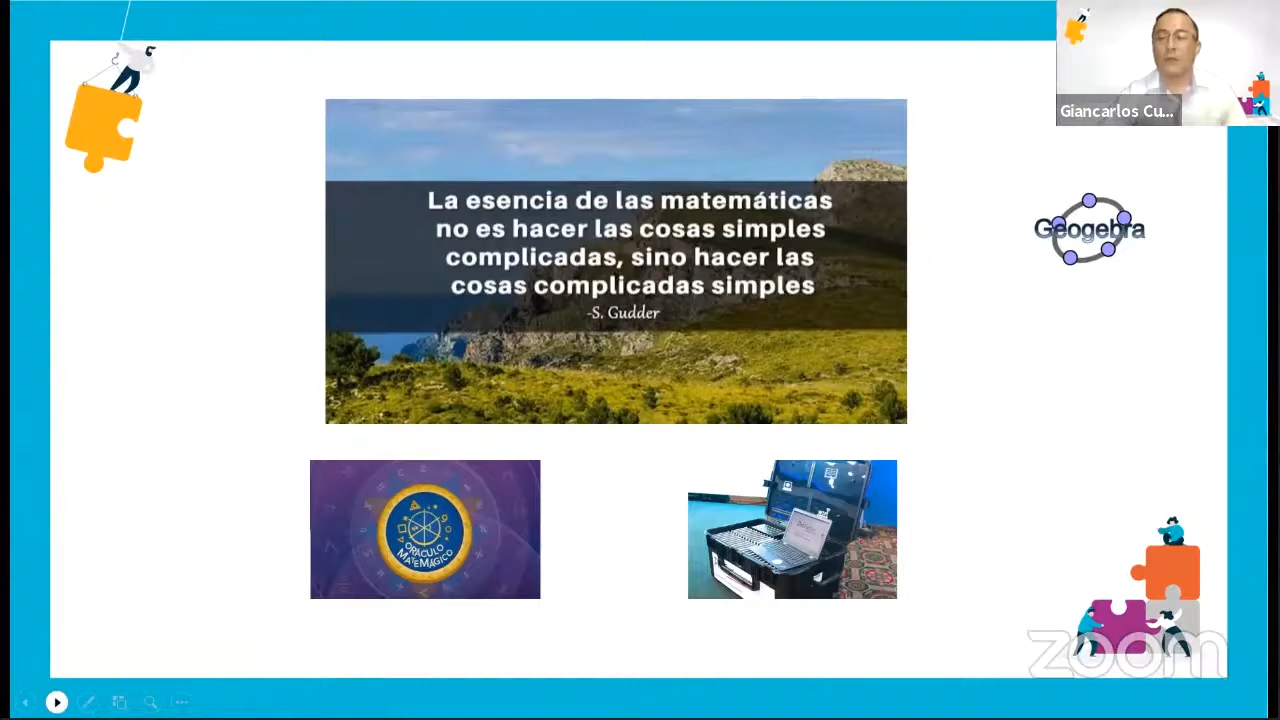 Giancarlos Cu...
La esencia de las matemáticas
no es hacer las cosas simples
complicadas, sino hacer las
cosas complicadas simples
-S. Gudder
Geogebra
ORÁCULO
MATEMÁGICO
zoom